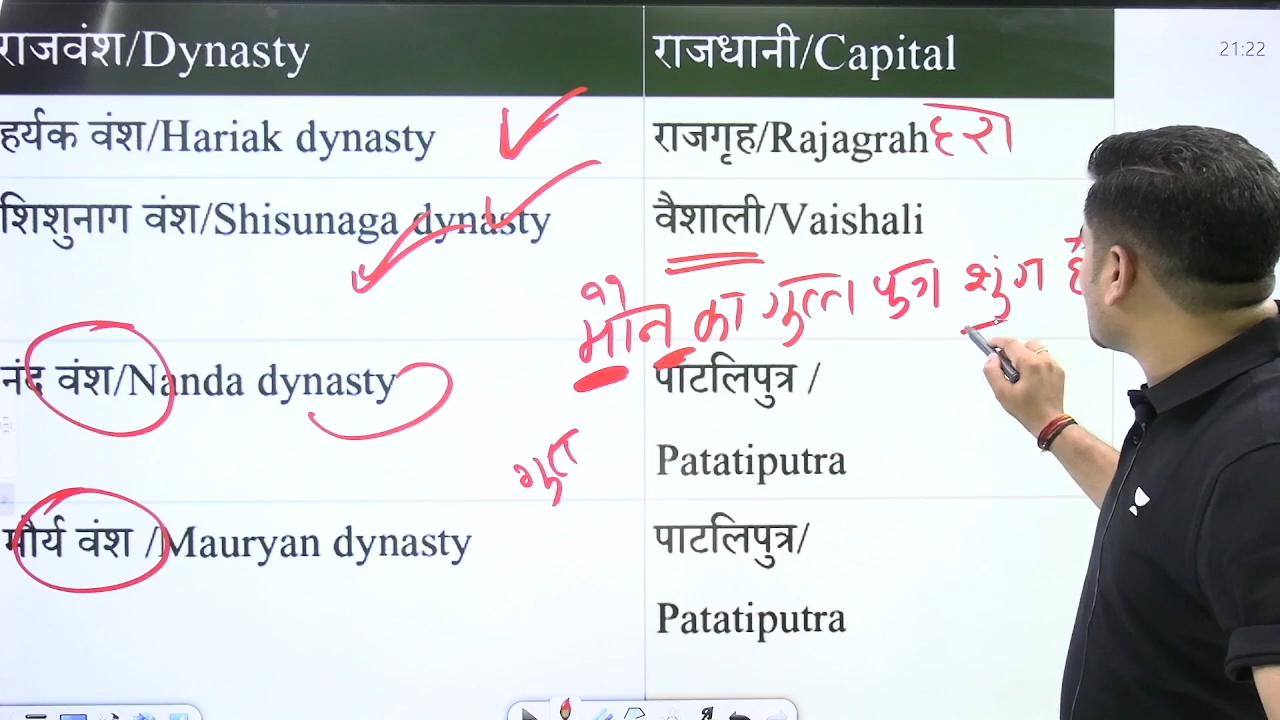 राजवंश/Dynasty राजधानी/Capital
21:22
हर्यक वंश/Hariak dynasty राजगृह/Rajagrah
शिशुनाग वंश/Shisunaga dynasty वैशाली/Vaishali
मौन का गुप्त पुत्र शुंग है
नंद वंश/Nanda dynasty पाटलिपुत्र /
Patatiputra
गुप्त
मौर्य वंश /Mauryan dynasty पाटलिपुत्र/
Patatiputra